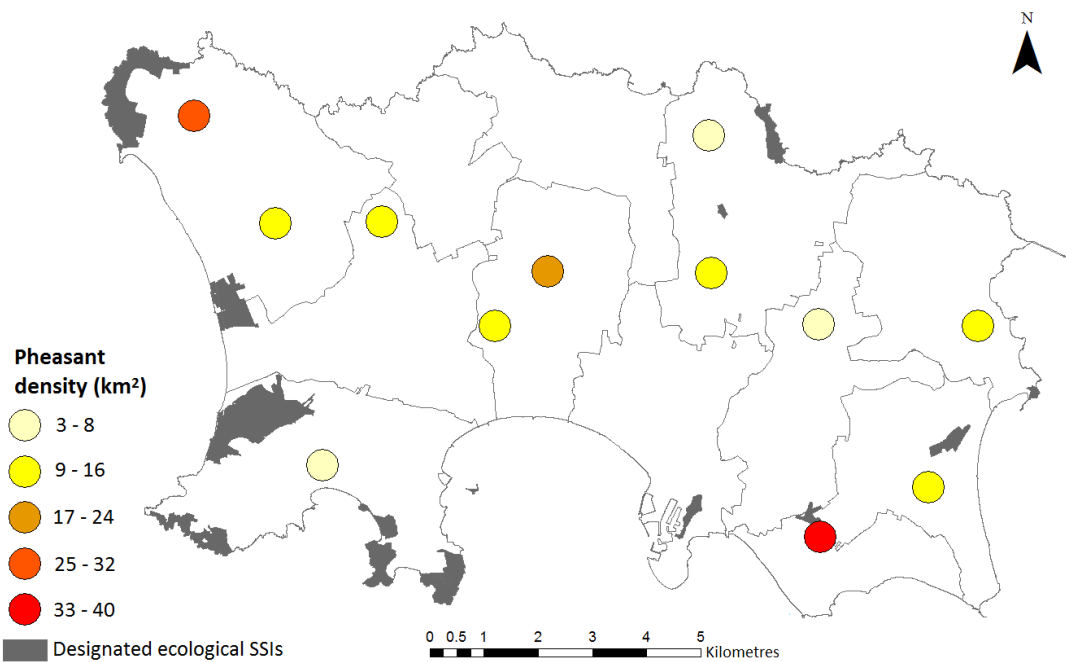 N
Pheasant
density (km²)
3 - 8
9 - 16
17 - 24
25 - 32
33 - 40
Designated ecological SSIs
0 0.5 1 2 3 4 5
Kilometres